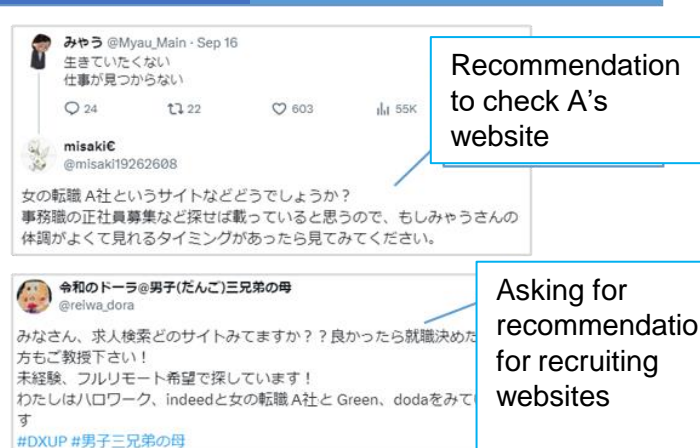 みやう @Myau_Main · Sep 16
生きていたくない
仕事が見つからない
24 22 603 55K
misaki€
@misaki19262608
女の転職 A社というサイトなどどうでしょうか？
事務職の正社員募集など探せば載っていると思うので、もしみゃうさんの
体調がよくて見れるタイミングがあったら見てみてください。
Recommendation
to check A's
website
令和のドーラ@男子(だんご)三兄弟の母
@reiwa_dora
みなさん、求人検索どのサイトみてますか？？良かったら就職決めた
方もご教授下さい！
未経験、フルリモート希望で探しています！
わたしはハロワーク、indeedと女の転職 A社と Green、dodaをみてい
す
#DXUP #男子三兄弟の母
Asking for
recommendatio
for recruiting
websites